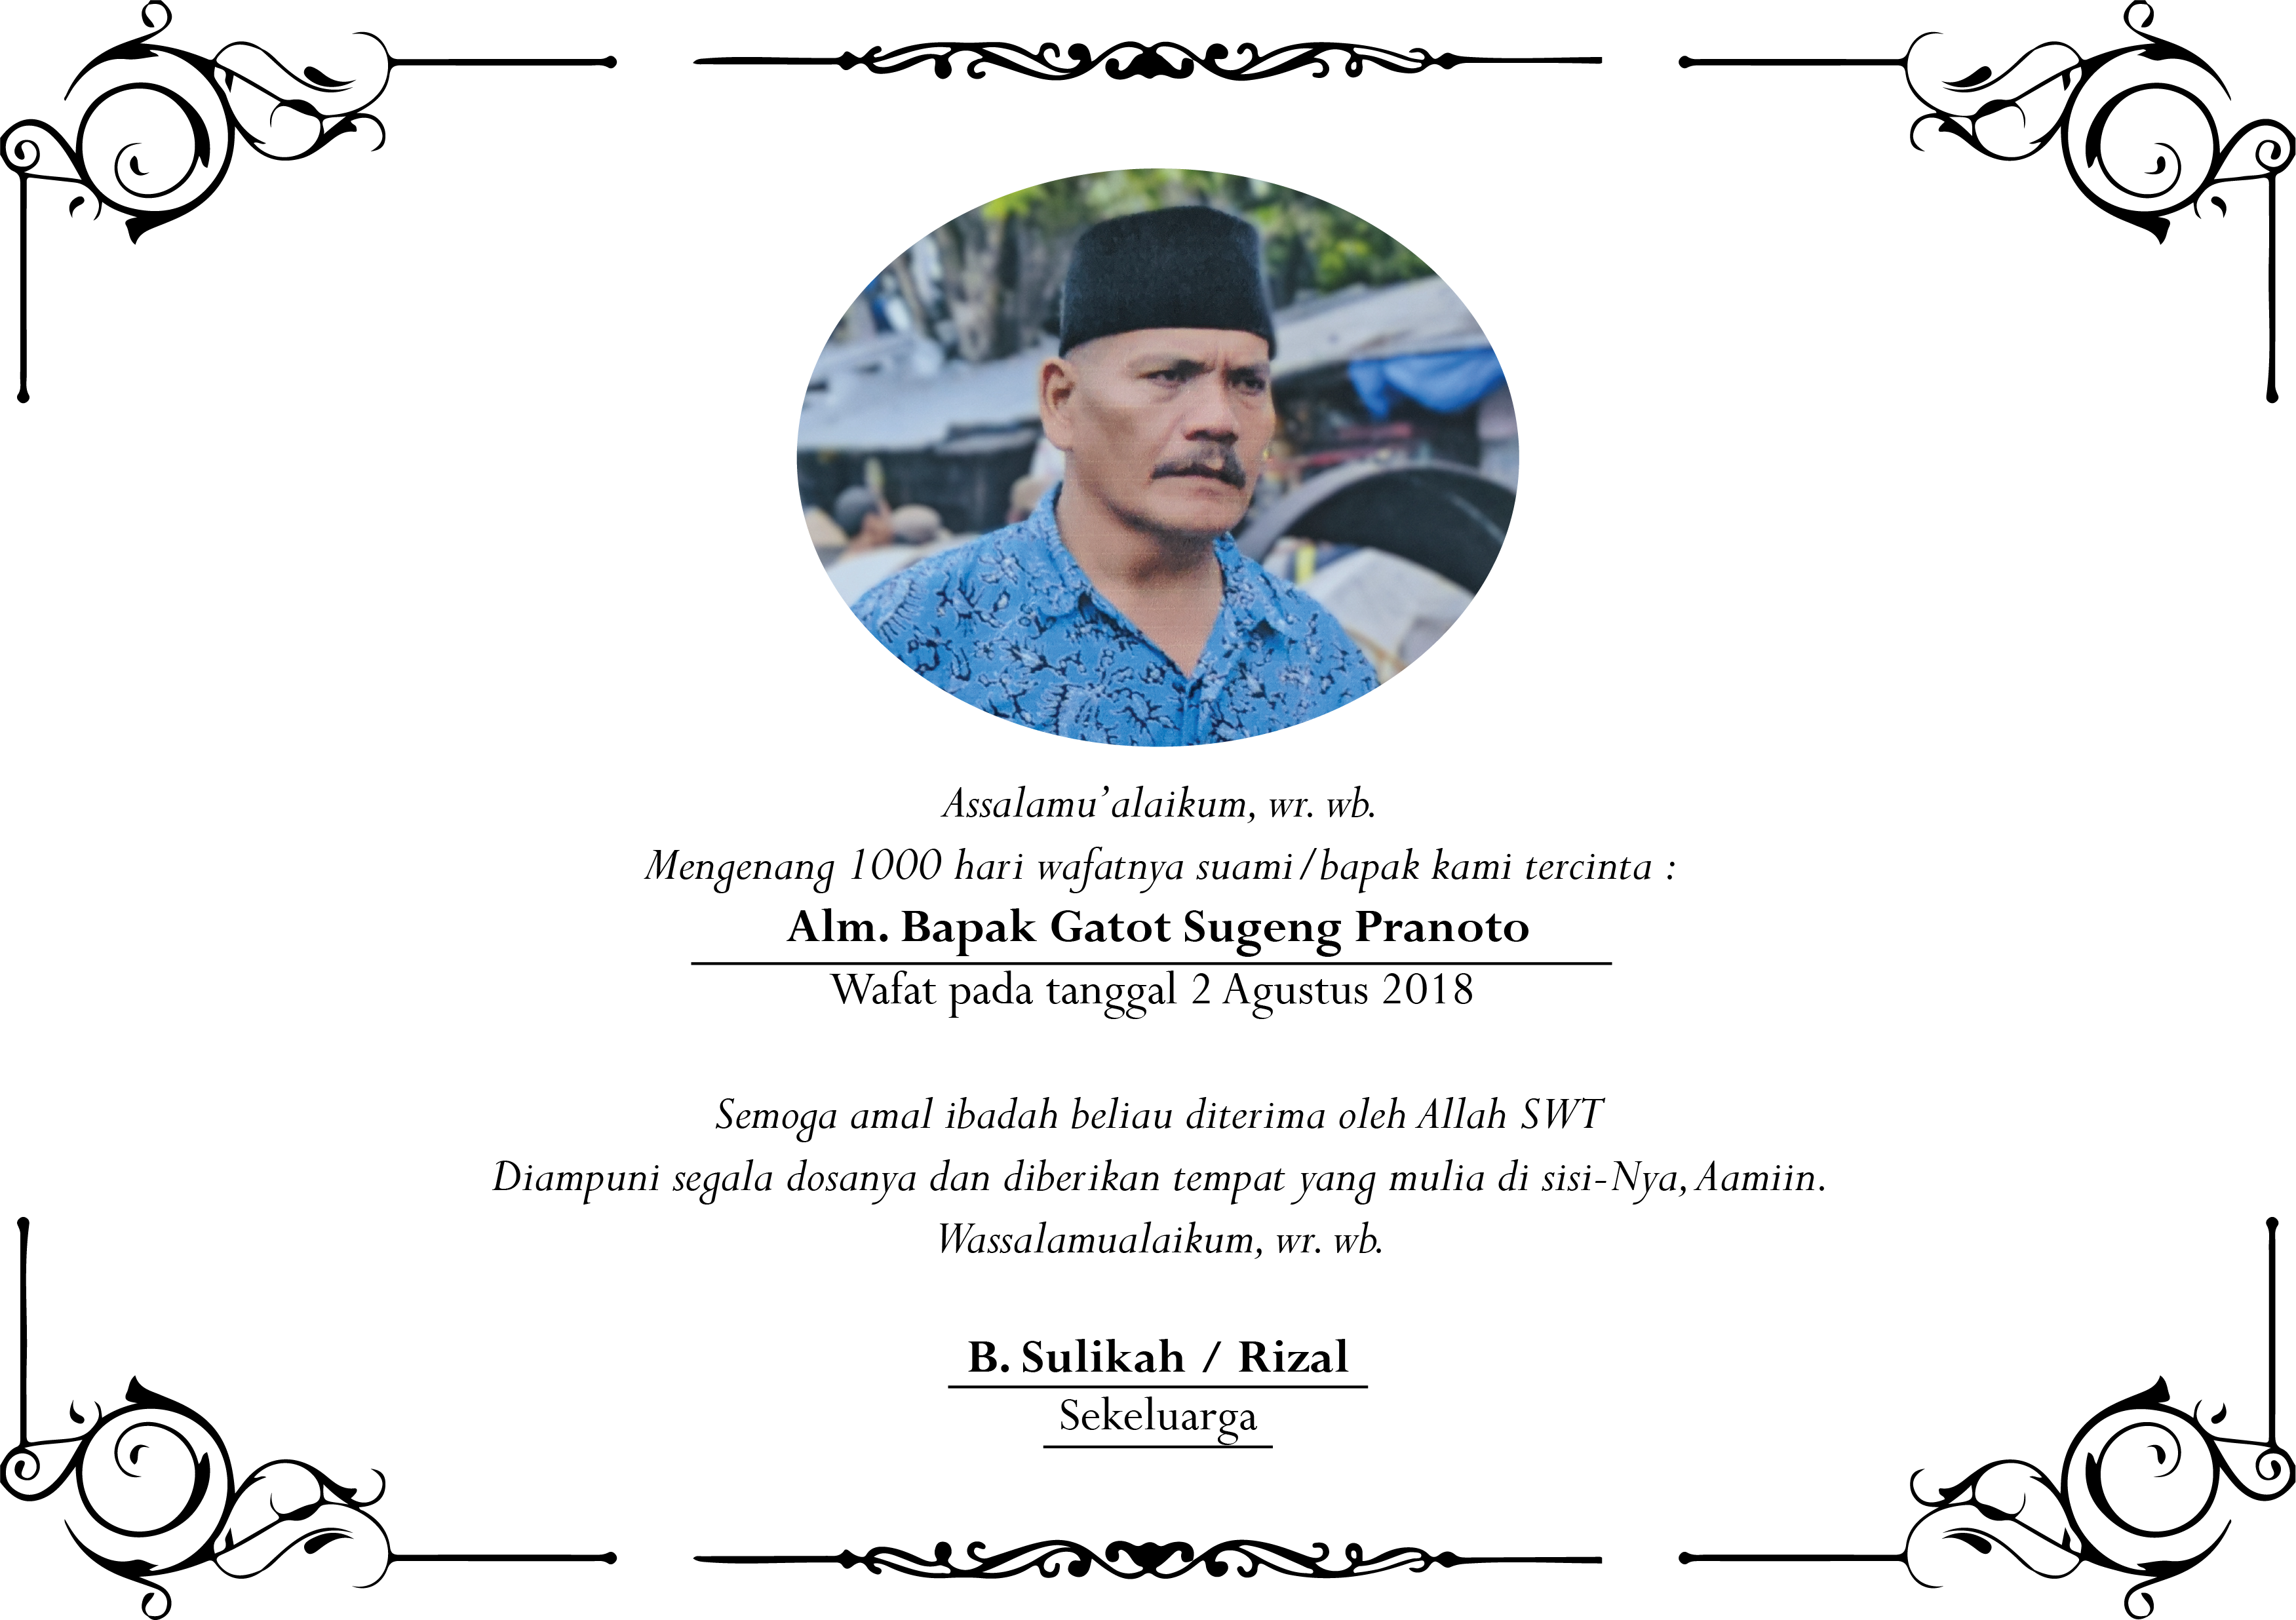 Assalamu’alaikum, wr. wb.
Mengenang 1000 hari wafatnya suami/bapak kami tercinta :
Alm. Bapak Gatot Sugeng Pranoto
Wafat pada tanggal 2 Agustus 2018
Semoga amal ibadah beliau diterima oleh Allah SWT
Diampuni segala dosanya dan diberikan tempat yang mulia di sisi-Nya, Aamiin.
Wassalamualaikum, wr. wb.
B. Sulikah / Rizal
Sekeluarga